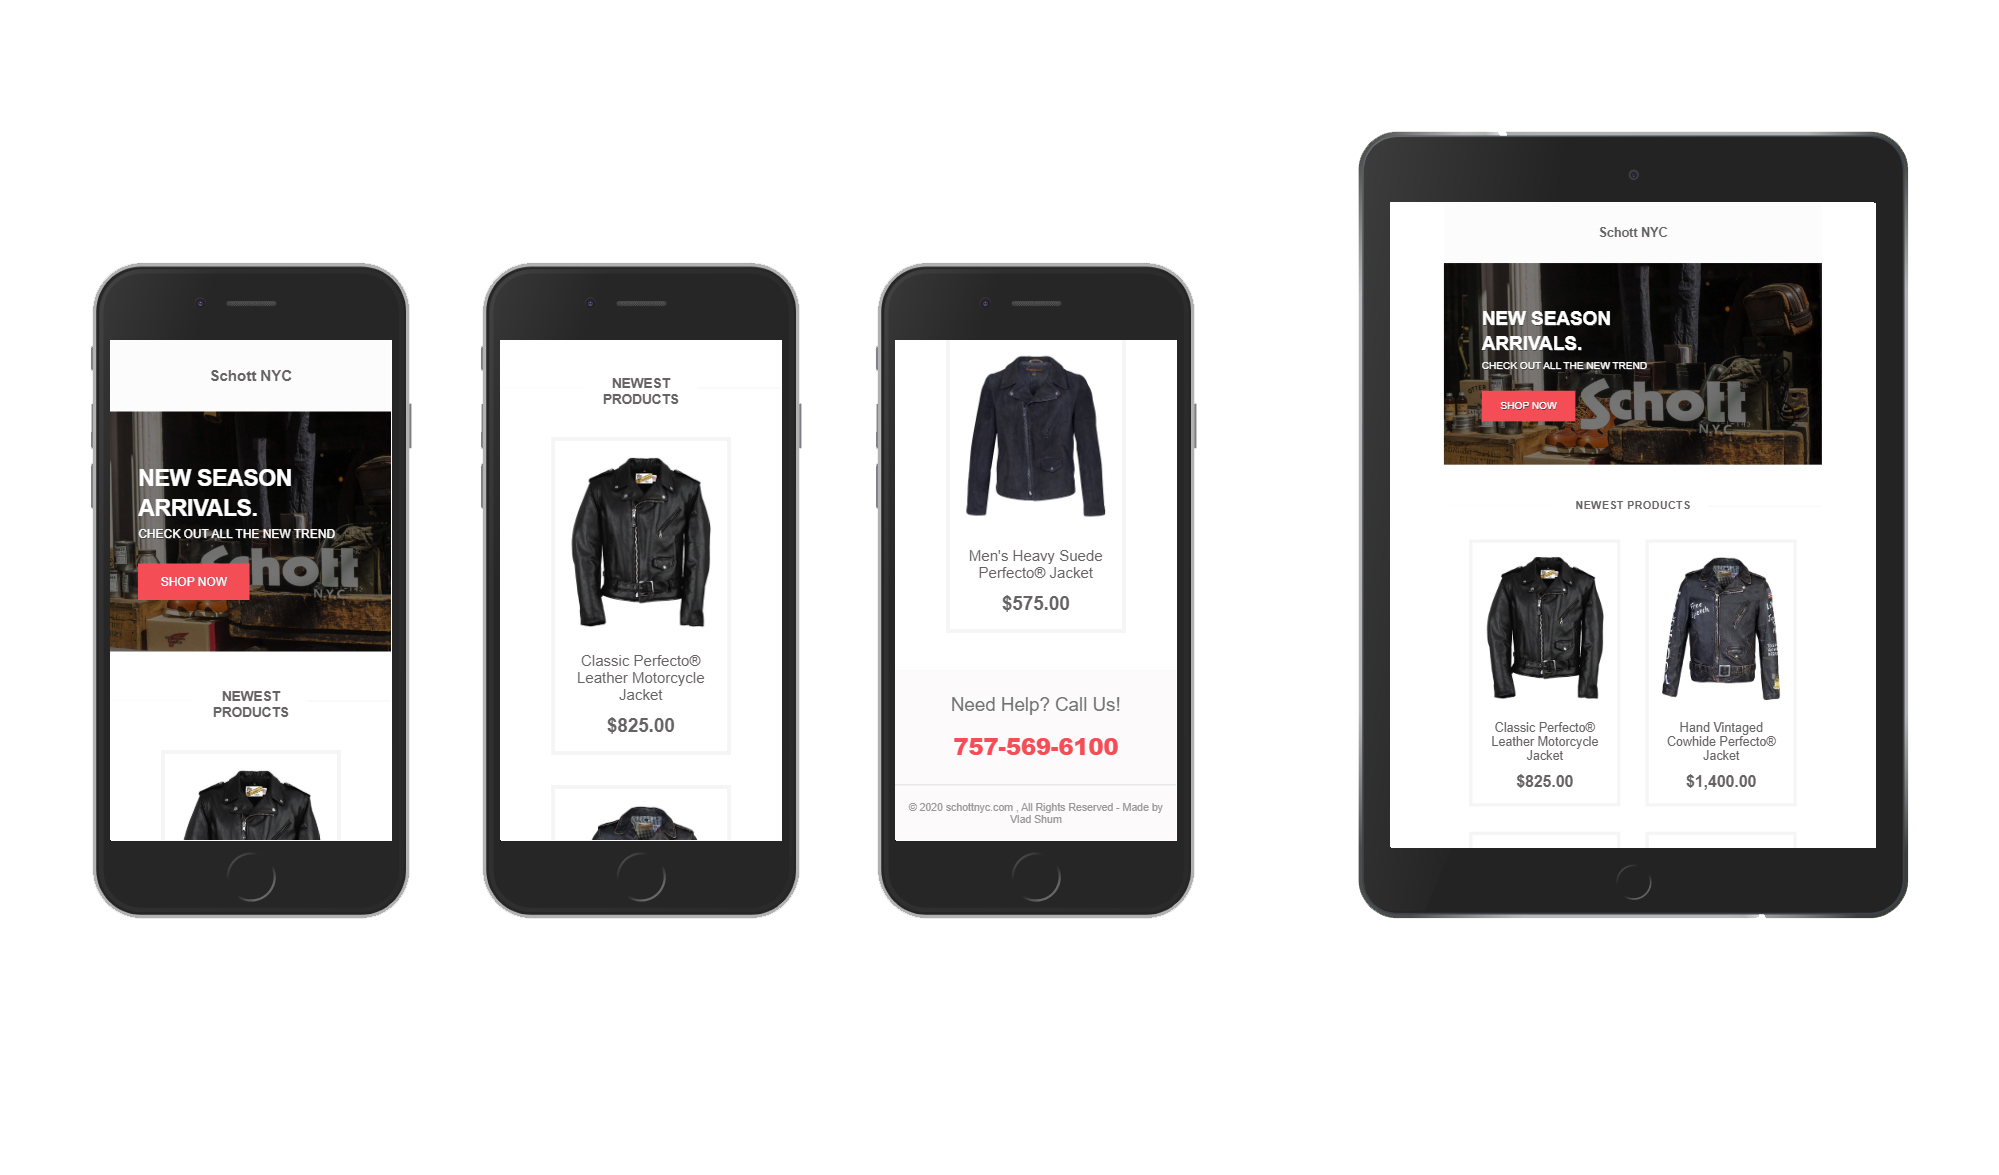 Schott NYC
NEW SEASON
ARRIVALS.
CHECK OUT ALL THE NEW TREND
Schott
N.Y.C
SHOP NOW
NEWEST
PRODUCTS
NEWEST
PRODUCTS
Classic Perfecto®
Leather Motorcycle
Jacket
$825.00
Men's Heavy Suede
Perfecto® Jacket
$575.00
Need Help? Call Us!
757-569-6100
© 2020 schottnyc.com , All Rights Reserved - Made by
Vlad Shum
Schott NYC
NEW SEASON
ARRIVALS.
CHECK OUT ALL THE NEW TREND
SHOP NOW
Schott
N.Y.C
NEWEST PRODUCTS
Classic Perfecto®
Leather Motorcycle
Jacket
$825.00
Hand Vintaged
Cowhide Perfecto®
Jacket
$1,400.00